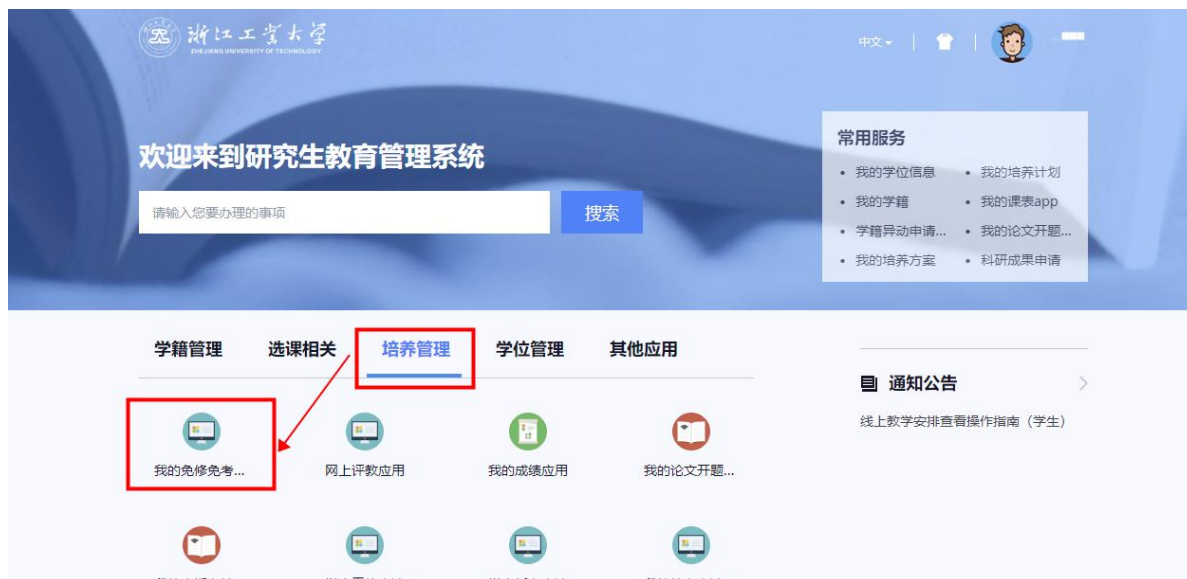 浙江工业大学
ZHEJIANG UNIVERSITY OF TECHNOLOGY
中文
欢迎来到研究生教育管理系统
请输入您要办理的事项
搜索
常用服务
• 我的学位信息 • 我的培养计划
• 我的学籍 • 我的课表app
• 学籍异动申请... • 我的论文开题...
• 我的培养方案 • 科研成果申请
学籍管理 选课相关 培养管理 学位管理 其他应用
我的免修免考... 网上评教应用 我的成绩应用 我的论文开题...
通知公告
线上教学安排查看操作指南（学生）